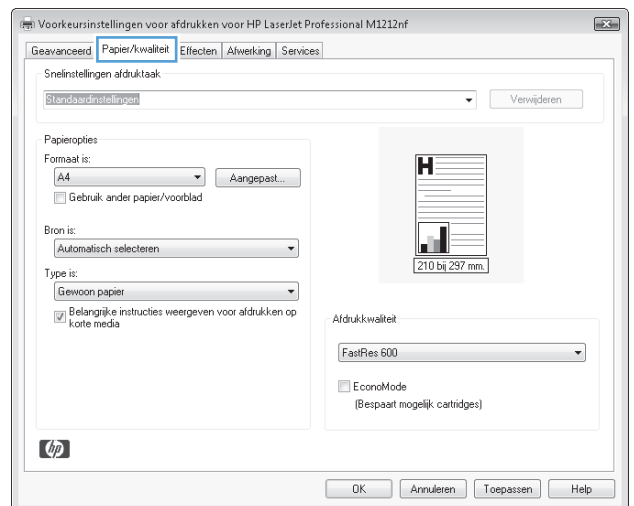 Voorkeursinstellingen voor afdrukken voor HP LaserJet Professional M1212nf
Geavanceerd Papier/kwaliteit Effecten Afwerking Services
Snelinstellingen afdruktaak
Standaardinstellingen
Verwijderen
Papieropties
Formaat is:
A4
Aangepast...
Gebruik ander papier/voorblad
Bron is:
Automatisch selecteren
Type is:
Gewoon papier
Belangrijke instructies weergeven voor afdrukken op
korte media
H
210 bij 297 mm.
Afdrukkwaliteit
FastRes 600
EconoMode
(Bespaart mogelijk cartridges)
hp
OK Annuleren Toepassen Help